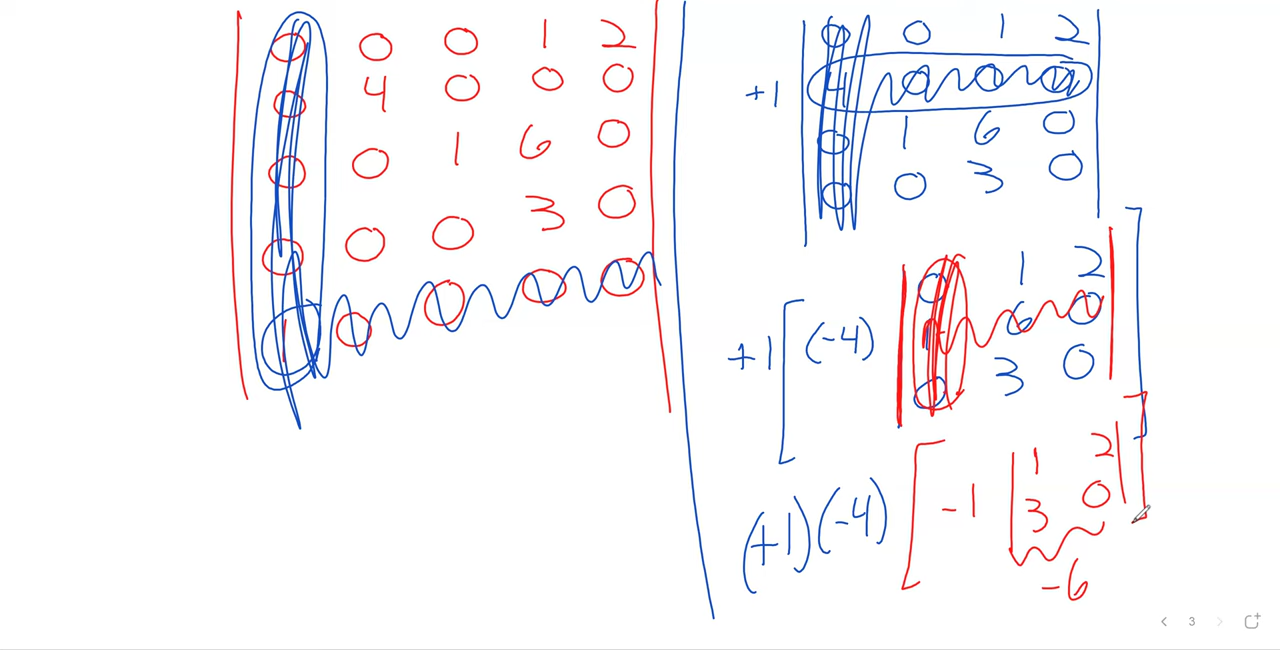 0 0 0 1 2
0 4 0 0 0
0 0 1 6 0
0 0 0 3 0
1 0 0 0 0
+1
0 0 1 2
4 0 0 0
0 1 6 0
0 0 3 0
+1 [ (-4)
0 1 2
1 6 0
0 3 0
]
(+1)(-4) [ -1
1 2
3 0
]
-6
< 3 >